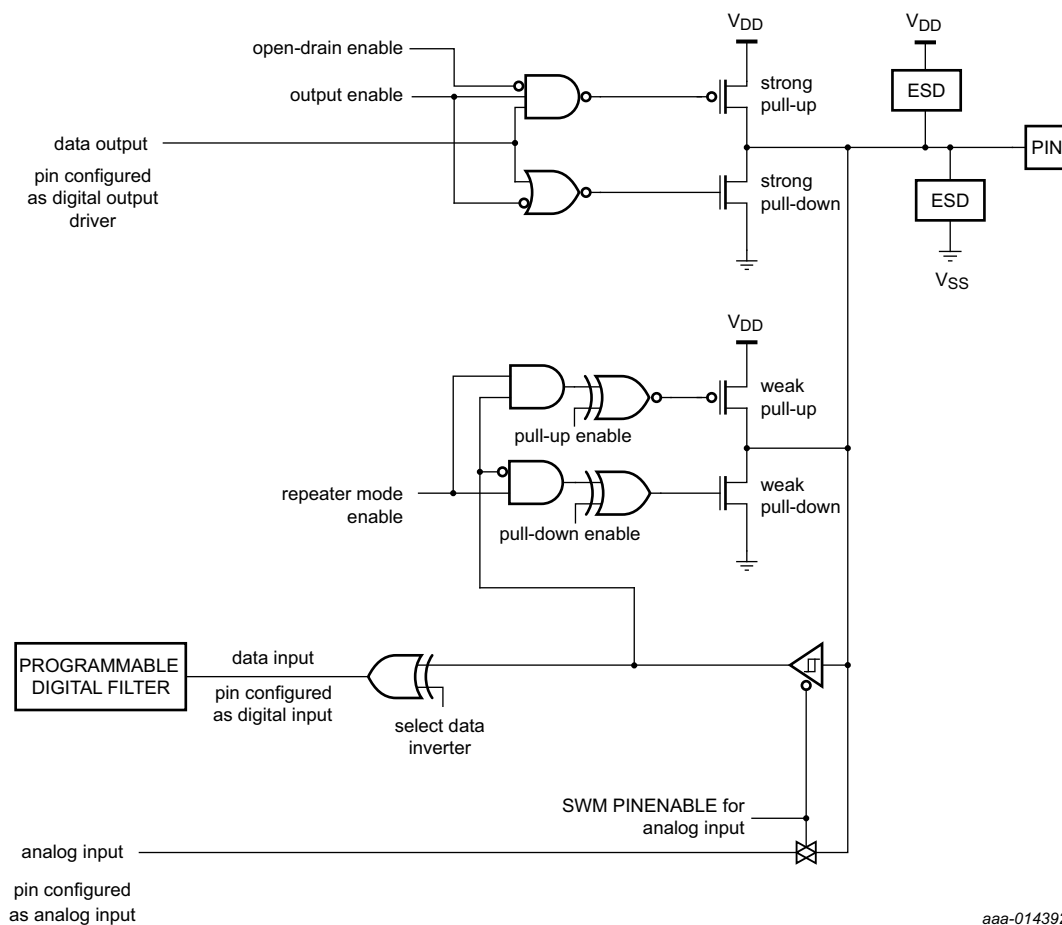 VDD
VDD
open-drain enable
output enable
strong
pull-up
ESD
data output
PIN
pin configured
as digital output
driver
strong
pull-down
ESD
VSS
VDD
weak
pull-up
pull-up enable
repeater mode
enable
weak
pull-down
pull-down enable
PROGRAMMABLE
DIGITAL FILTER
data input
pin configured
as digital input
select data
inverter
SWM PINENABLE for
analog input
analog input
pin configured
as analog input
aaa-014392